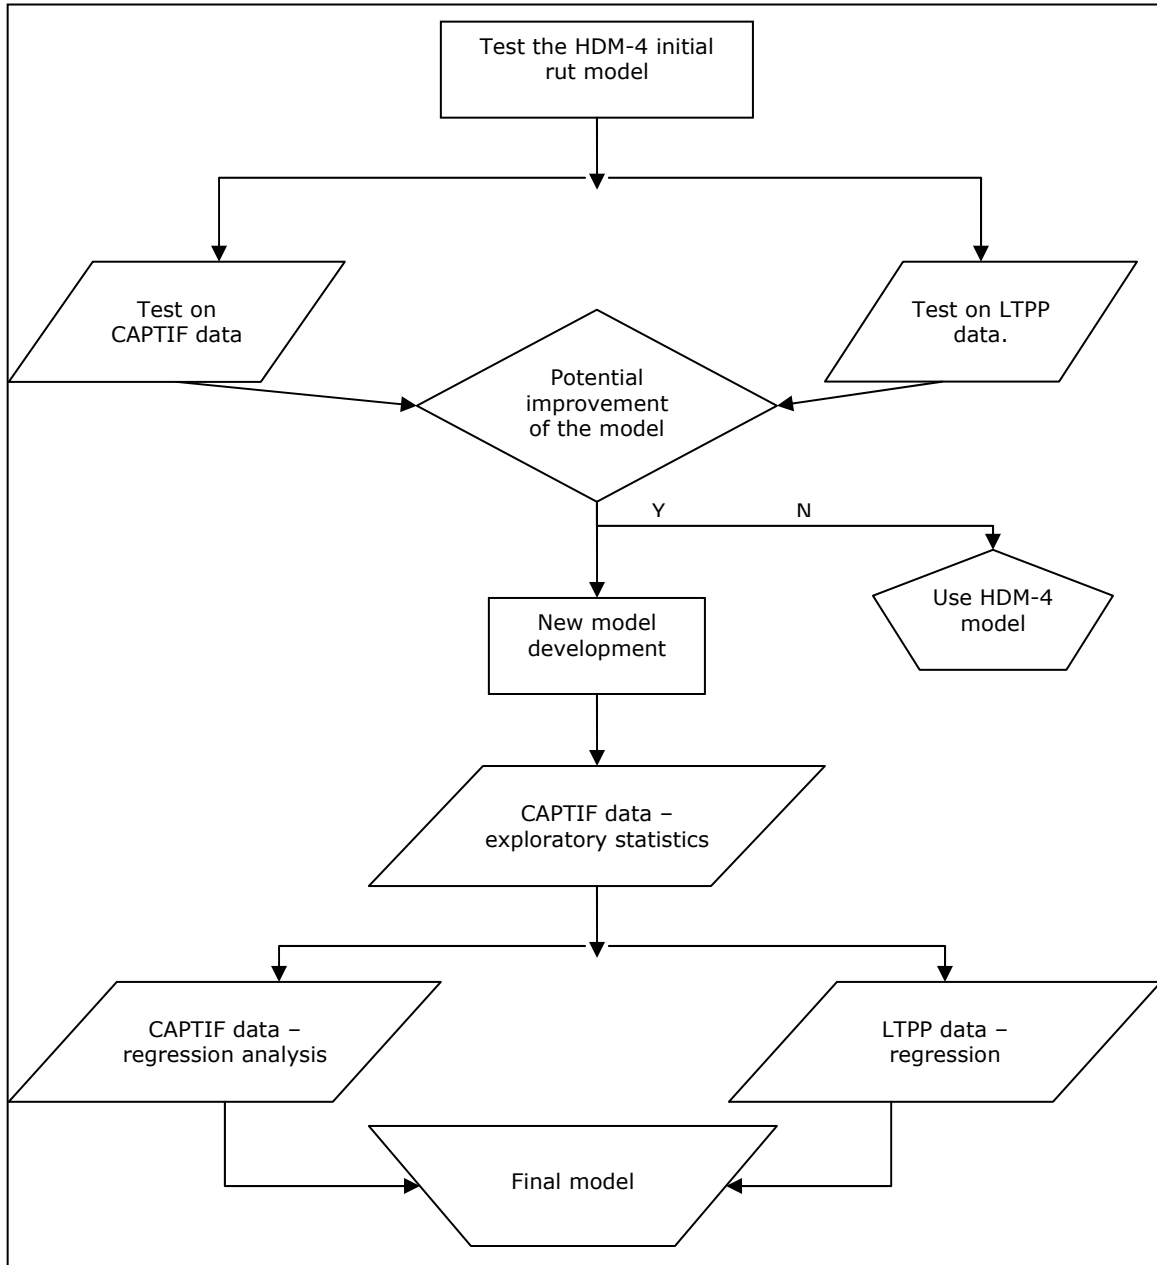 Test the HDM-4 initial
rut model
Test on
CAPTIF data
Test on LTPP
data.
Potential
improvement
of the model
Y
N
Use HDM-4
model
New model
development
CAPTIF data –
exploratory statistics
CAPTIF data –
regression analysis
LTPP data –
regression
Final model